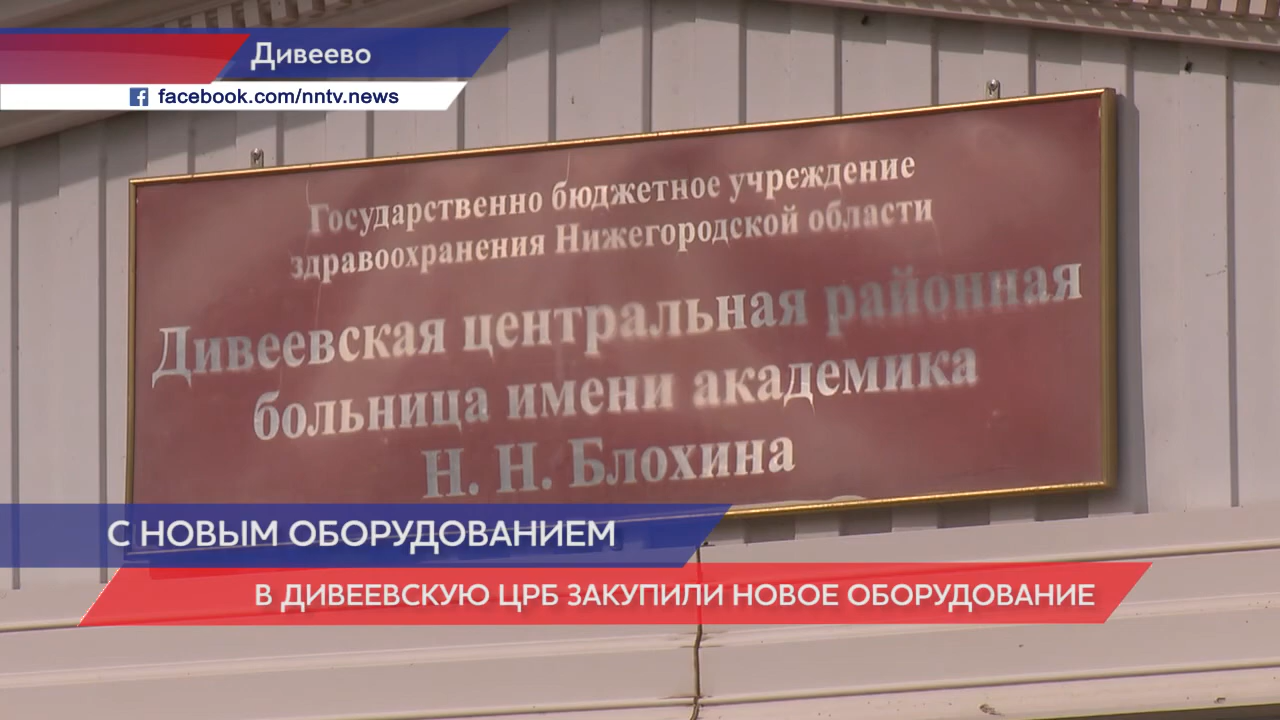 Дивеево
facebook.com/nntv.news
Государственно бюджетное учреждение
здравоохранения Нижегородской области
Дивеевская центральная районная
больница имени академика
Н. Н. Блохина
С НОВЫМ ОБОРУДОВАНИЕМ
В ДИВЕЕВСКУЮ ЦРБ ЗАКУПИЛИ НОВОЕ ОБОРУДОВАНИЕ